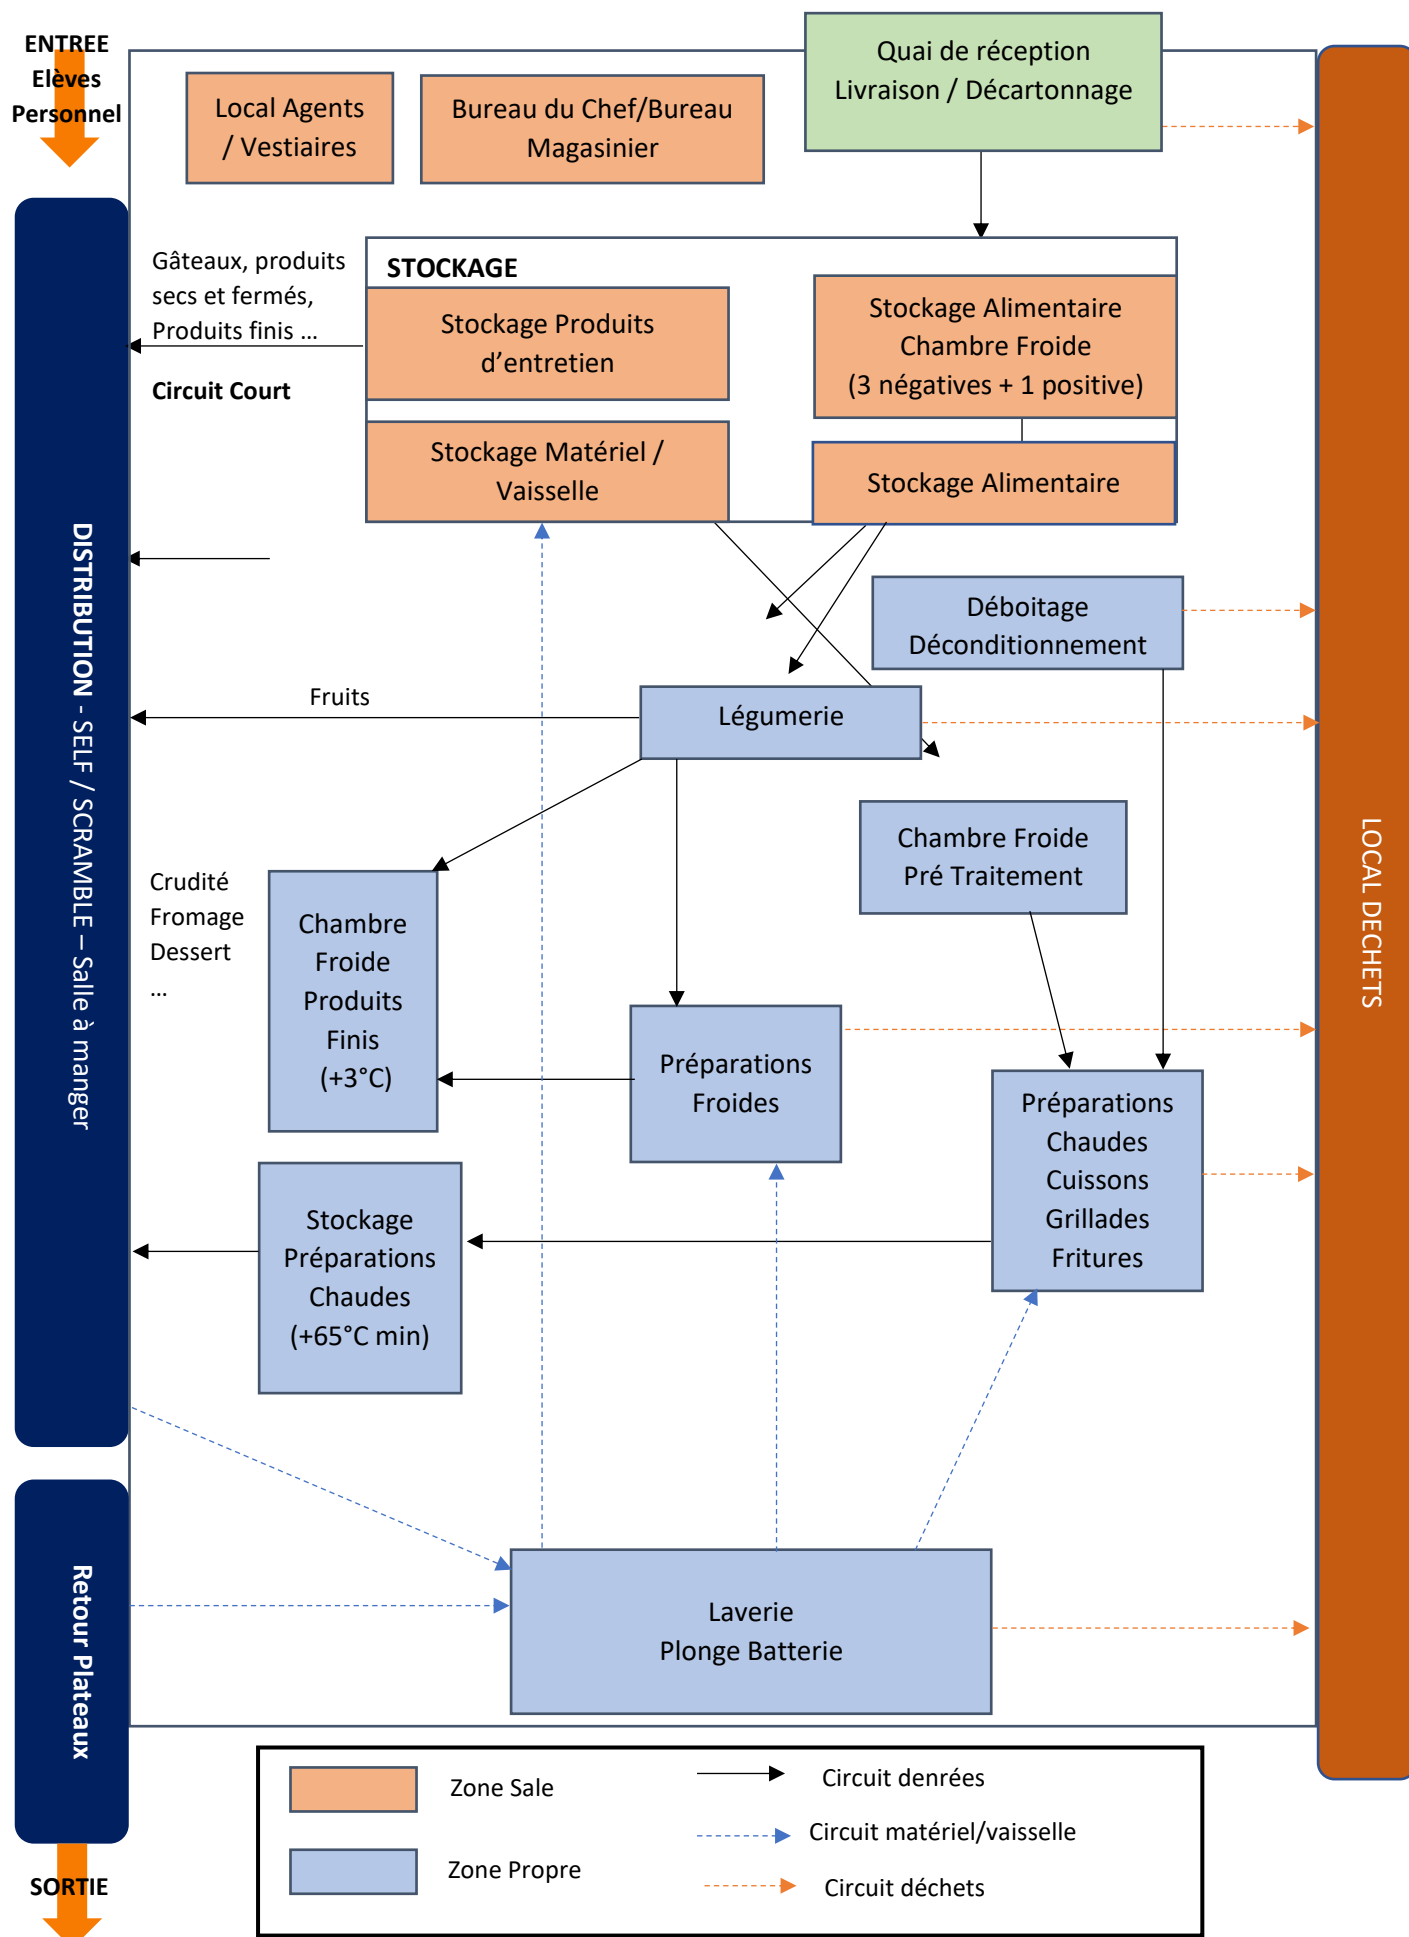 ENTREE
Elèves
Personnel
Quai de réception
Livraison / Décartonnage
Local Agents
/ Vestiaires
Bureau du Chef/Bureau
Magasinier
Gâteaux, produits
secs et fermés,
Produits finis ...
Circuit Court
STOCKAGE
Stockage Produits
d’entretien
Stockage Alimentaire
Chambre Froide
(3 négatives + 1 positive)
Stockage Matériel /
Vaisselle
Stockage Alimentaire
DISTRIBUTION - SELF / SCRAMBLE – Salle à manger
Déboitage
Déconditionnement
Fruits
Légumerie
Chambre Froide
Pré Traitement
Crudité
Fromage
Dessert
...
Chambre
Froide
Produits
Finis
(+3°C)
Préparations
Froides
Préparations
Chaudes
Cuissons
Grillades
Fritures
Stockage
Préparations
Chaudes
(+65°C min)
LOCAL DECHETS
Retour Plateaux
Laverie
Plonge Batterie
SORTIE
Zone Sale
Circuit denrées
Circuit matériel/vaisselle
Zone Propre
Circuit déchets